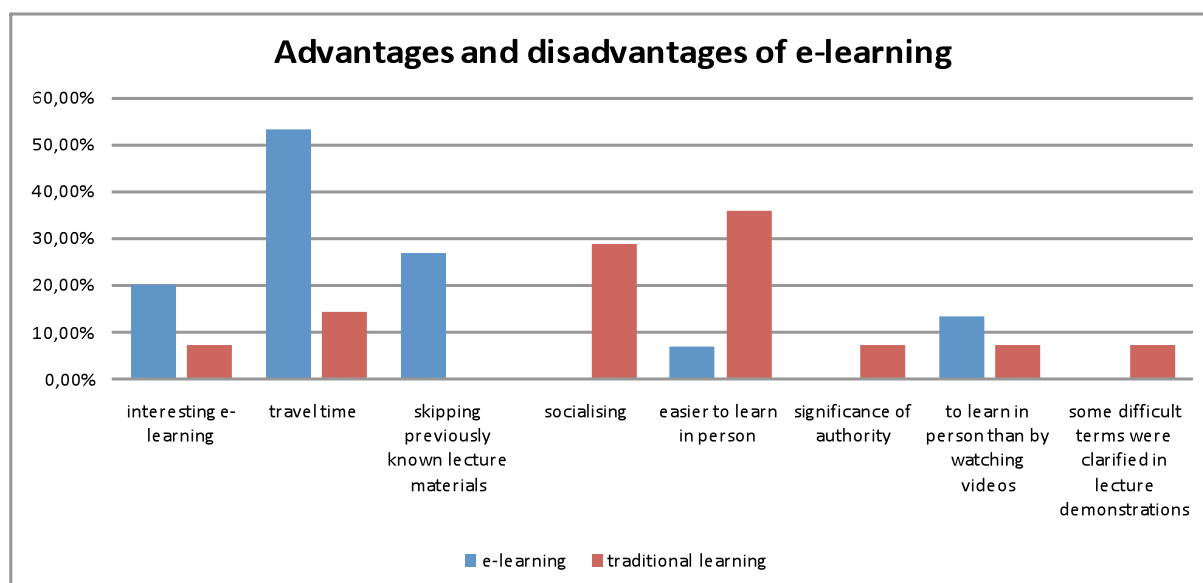 Advantages and disadvantages of e-learning
60,00%
50,00%
40,00%
30,00%
20,00%
10,00%
0,00%
interesting e-
learning
travel time
skipping
previously
known lecture
materials
socialising
easier to learn
in person
significance of
authority
to learn in
person than by
watching
videos
some difficult
terms were
clarified in
lecture
demonstrations
e-learning
traditional learning